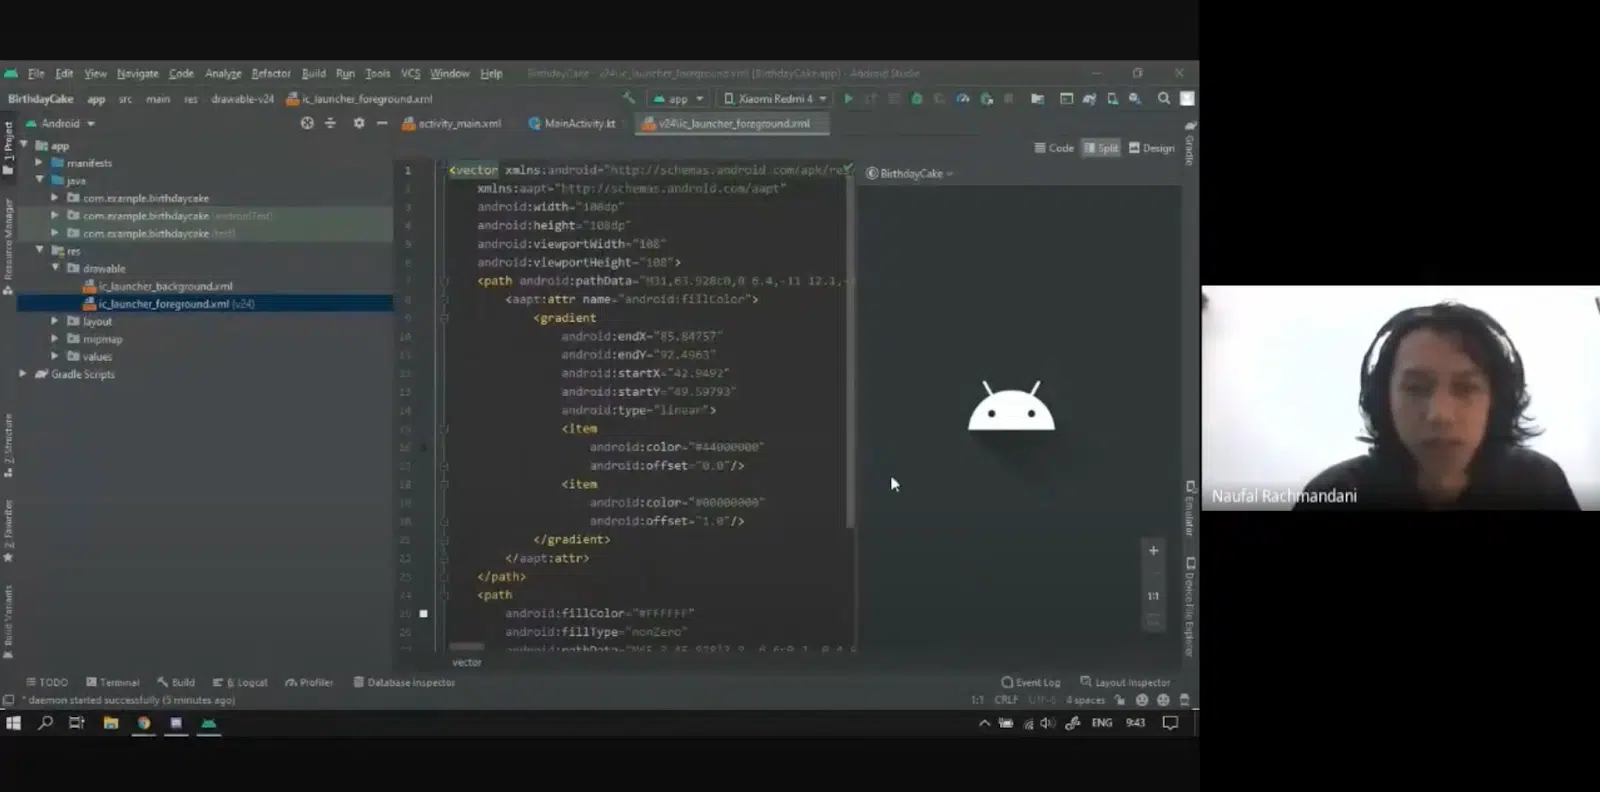 File Edit View Navigate Code Analyze Refactor Build Run Tools VCS Window Help BirthdayCake - v24\ic_launcher_foreground.xml [BirthdayCake.app] - Android Studio
BirthdayCake app src main res drawable-v24 ic_launcher_foreground.xml app Xiaomi Redmi 4
Android activity_main.xml MainActivity.kt v24\ic_launcher_foreground.xml
Code Split Design
BirthdayCake
1: Project
Resource Manager
Z: Structure
2: Favorites
Build Variants
app
manifests
java
com.example.birthdaycake
com.example.birthdaycake (androidTest)
com.example.birthdaycake (test)
res
drawable
ic_launcher_background.xml
ic_launcher_foreground.xml (v24)
layout
mipmap
values
Gradle Scripts
1 <vector xmlns:android="http://schemas.android.com/apk/res
xmlns:aapt="http://schemas.android.com/aapt"
android:width="108dp"
android:height="108dp"
android:viewportWidth="108"
android:viewportHeight="108">
<path android:pathData="M31,63.928c0,0 6.4,-11 12.1,-
<aapt:attr name="android:fillColor">
<gradient
android:endX="85.84757"
android:endY="92.4963"
android:startX="42.9492"
android:startY="49.59793"
android:type="linear">
<item
android:color="#44000000"
android:offset="0.0"/>
<item
android:color="#00000000"
android:offset="1.0"/>
</gradient>
</aapt:attr>
</path>
<path
android:fillColor="#FFFFFF"
android:fillType="nonZero"
vector
Gradle
Emulator
Device File Explorer
1:1
Naufal Rachmandani
TODO Terminal Build 6: Logcat Profiler Database Inspector Event Log Layout Inspector
* daemon started successfully (5 minutes ago) 1:1 CRLF UTF-8 4 spaces
ENG 9:43